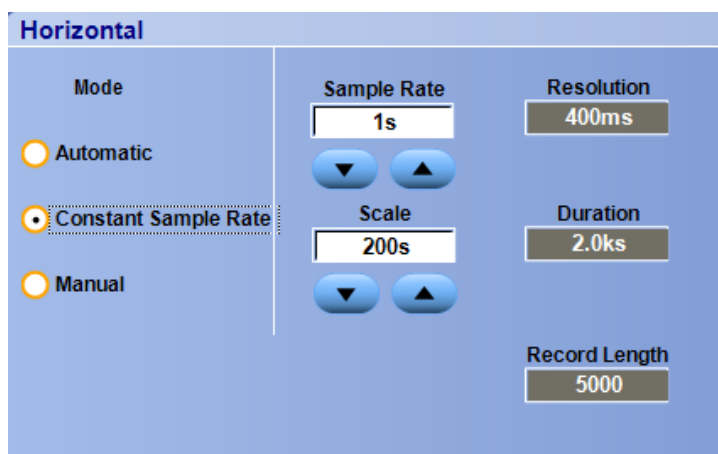 Horizontal
Mode
Automatic
Constant Sample Rate
Manual
Sample Rate
1s
Scale
200s
Resolution
400ms
Duration
2.0ks
Record Length
5000